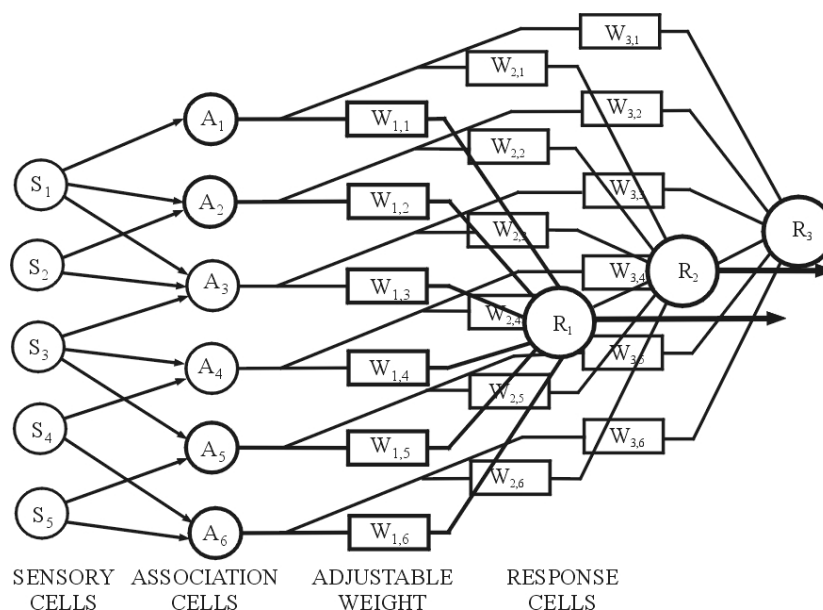 W3,1
W2,1
A1
W1,1
W3,2
W2,2
S1
A2
W1,2
W3,3
W2,3
R3
S2
A3
W1,3
W3,4
R2
W2,4
R1
S3
A4
W1,4
W3,5
W2,5
S4
A5
W1,5
W3,6
W2,6
S5
A6
W1,6
SENSORY
CELLS
ASSOCIATION
CELLS
ADJUSTABLE
WEIGHT
RESPONSE
CELLS